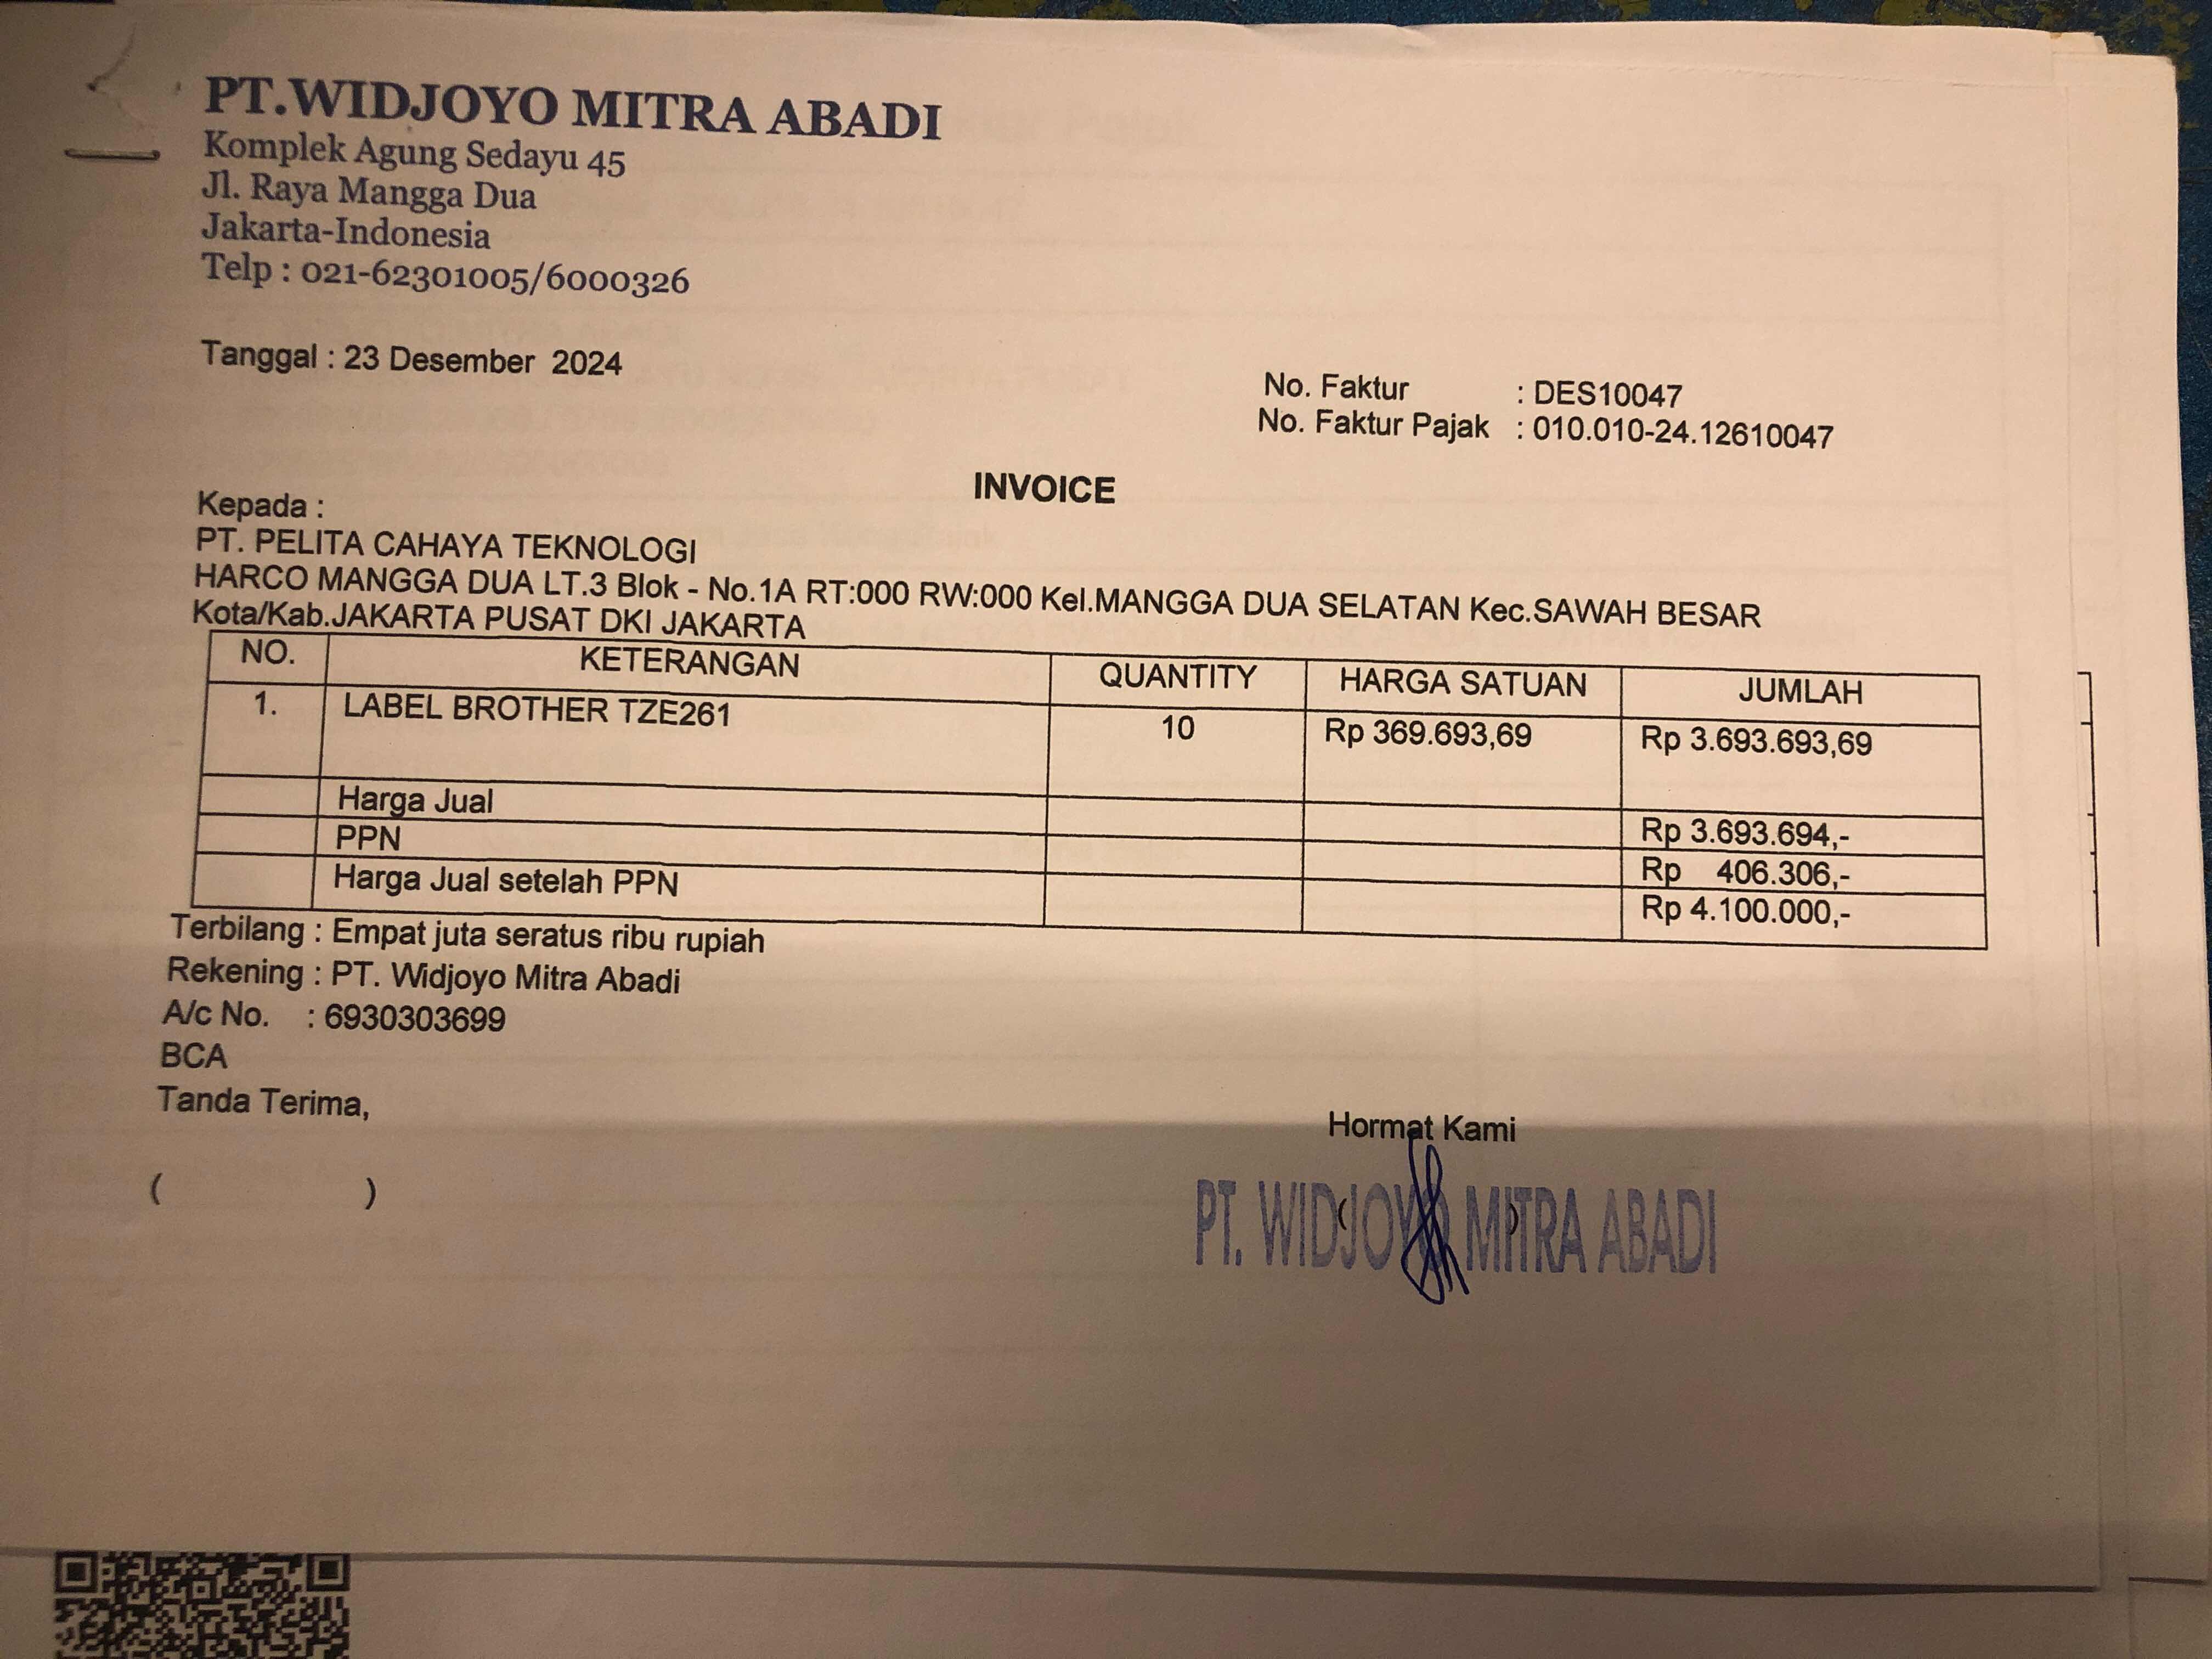 PT.WIDJOYO MITRA ABADI
Komplek Agung Sedayu 45
Jl. Raya Mangga Dua
Jakarta-Indonesia
Telp : 021-62301005/6000326
Tanggal : 23 Desember 2024
No. Faktur : DES10047
No. Faktur Pajak : 010.010-24.12610047
INVOICE
Kepada :
PT. PELITA CAHAYA TEKNOLOGI
HARCO MANGGA DUA LT.3 Blok - No.1A RT:000 RW:000 Kel.MANGGA DUA SELATAN Kec.SAWAH BESAR
Kota/Kab.JAKARTA PUSAT DKI JAKARTA
NO. KETERANGAN QUANTITY HARGA SATUAN JUMLAH
1. LABEL BROTHER TZE261 10 Rp 369.693,69 Rp 3.693.693,69
Harga Jual Rp 3.693.694,-
PPN Rp 406.306,-
Harga Jual setelah PPN Rp 4.100.000,-
Terbilang : Empat juta seratus ribu rupiah
Rekening : PT. Widjoyo Mitra Abadi
A/c No. : 6930303699
BCA
Tanda Terima,
Hormat Kami
( )
( )
PT. WIDJOYO MITRA ABADI